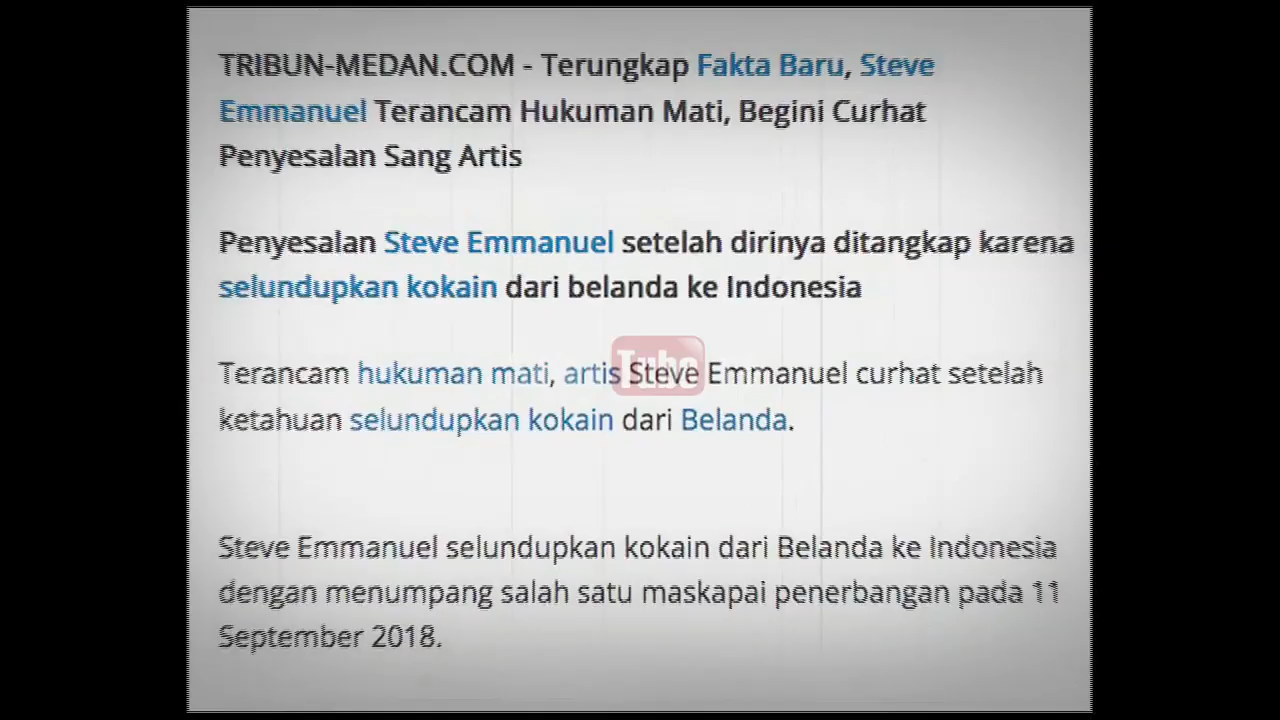 TRIBUN-MEDAN.COM - Terungkap Fakta Baru, Steve
Emmanuel Terancam Hukuman Mati, Begini Curhat
Penyesalan Sang Artis
Penyesalan Steve Emmanuel setelah dirinya ditangkap karena
selundupkan kokain dari belanda ke Indonesia
Terancam hukuman mati, artis Steve Emmanuel curhat setelah
ketahuan selundupkan kokain dari Belanda.
Tube
Steve Emmanuel selundupkan kokain dari Belanda ke Indonesia
dengan menumpang salah satu maskapai penerbangan pada 11
September 2018.